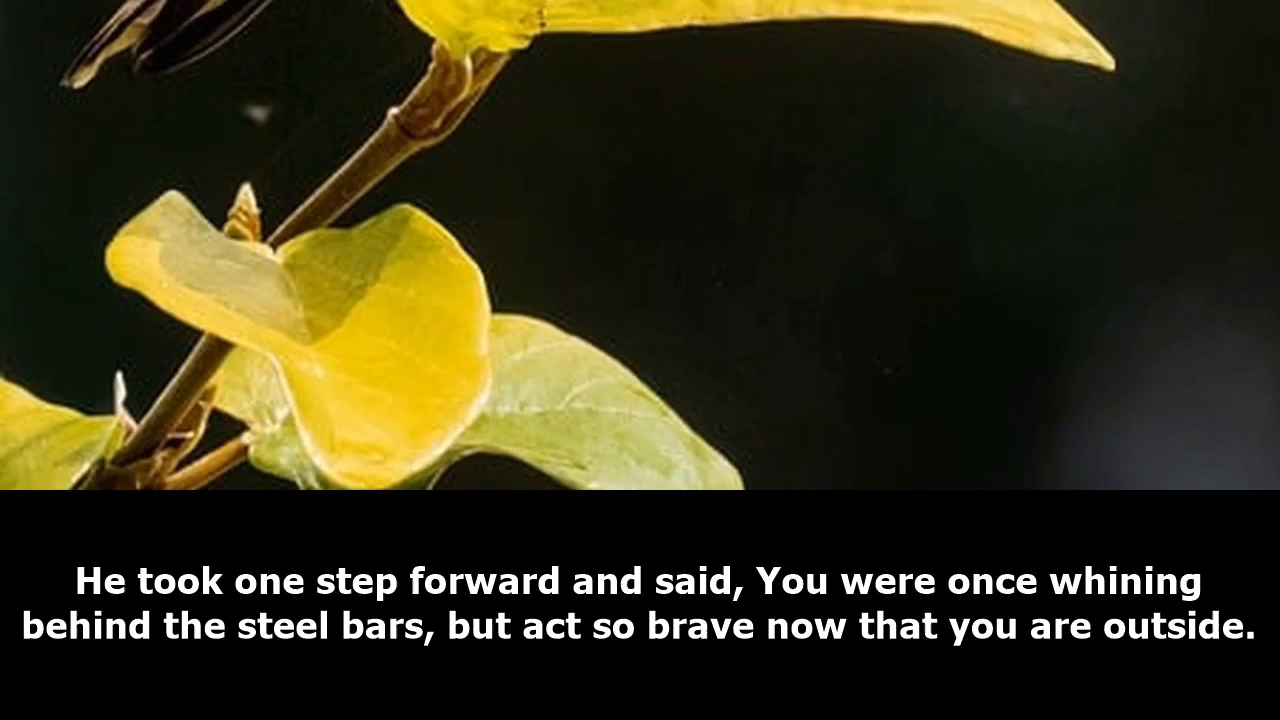 He took one step forward and said, You were once whining
behind the steel bars, but act so brave now that you are outside.